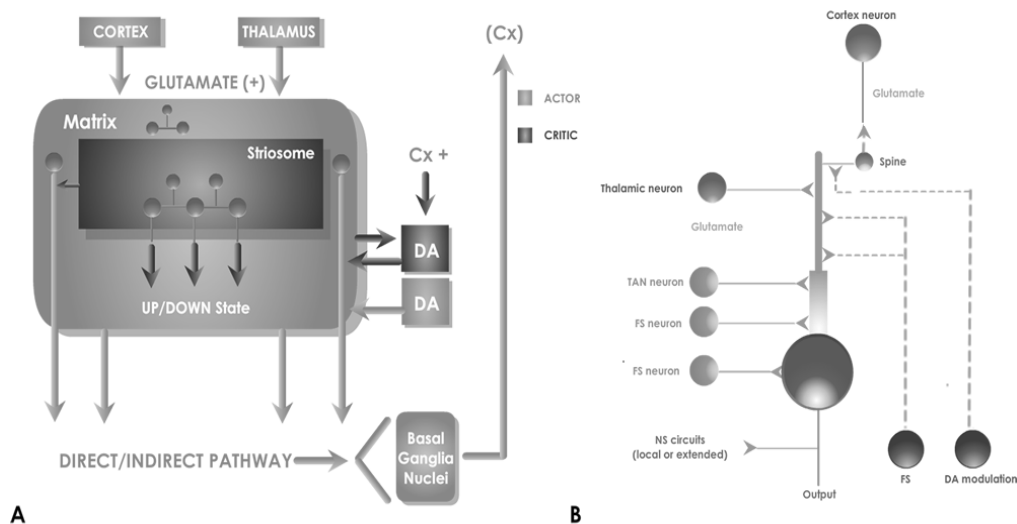 CORTEX
THALAMUS
GLUTAMATE (+)
Matrix
Striosome
UP/DOWN State
Cx +
DA
DA
(Cx)
ACTOR
CRITIC
DIRECT/INDIRECT PATHWAY
Basal
Ganglia
Nuclei
A
Cortex neuron
Glutamate
Spine
Thalamic neuron
Glutamate
TAN neuron
FS neuron
FS neuron
NS circuits
(local or extended)
Output
FS
DA modulation
B